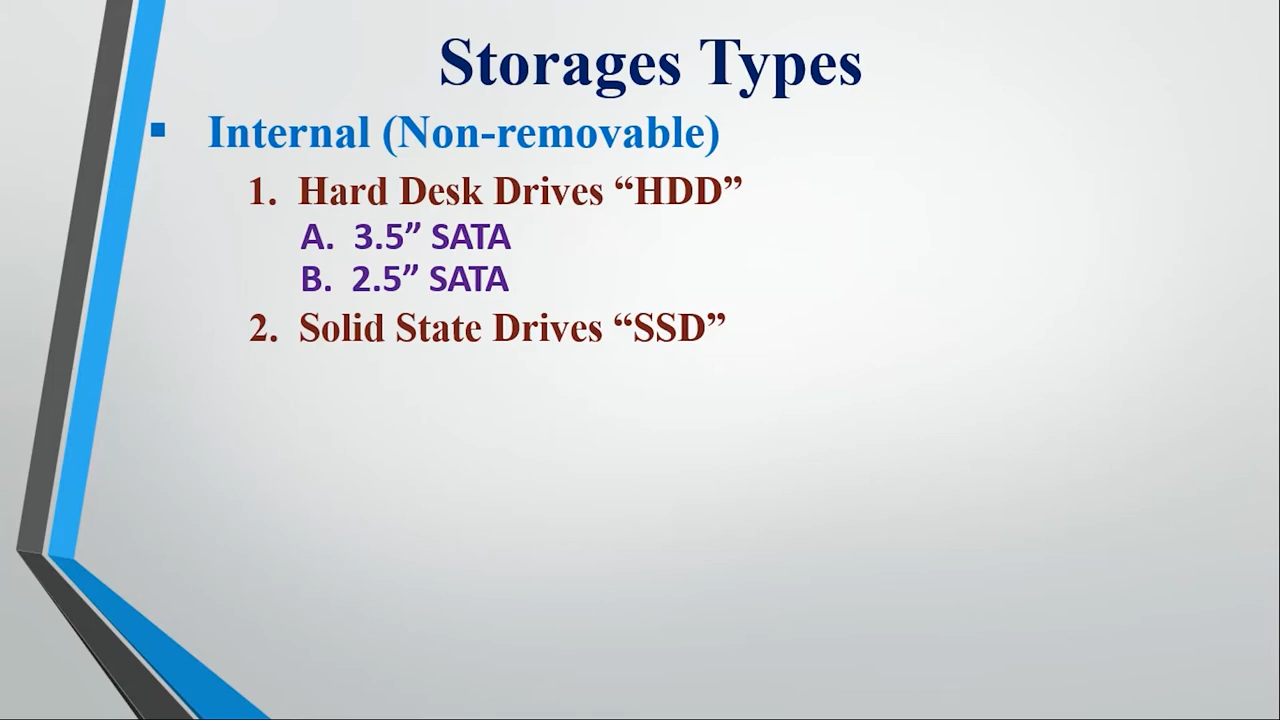 Storages Types
▪ Internal (Non-removable)
1. Hard Desk Drives “HDD”
A. 3.5” SATA
B. 2.5” SATA
2. Solid State Drives “SSD”